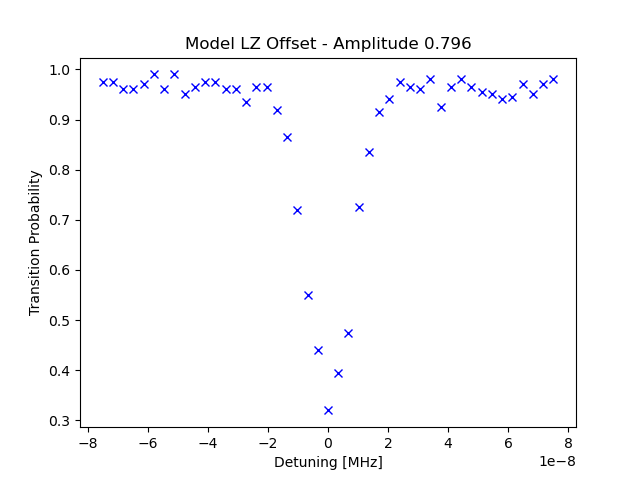 Model LZ Offset - Amplitude 0.796
1.0
0.9
0.8
0.7
0.6
0.5
0.4
0.3
Transition Probability
−8 −6 −4 −2 0 2 4 6 8
1e−8
Detuning [MHz]